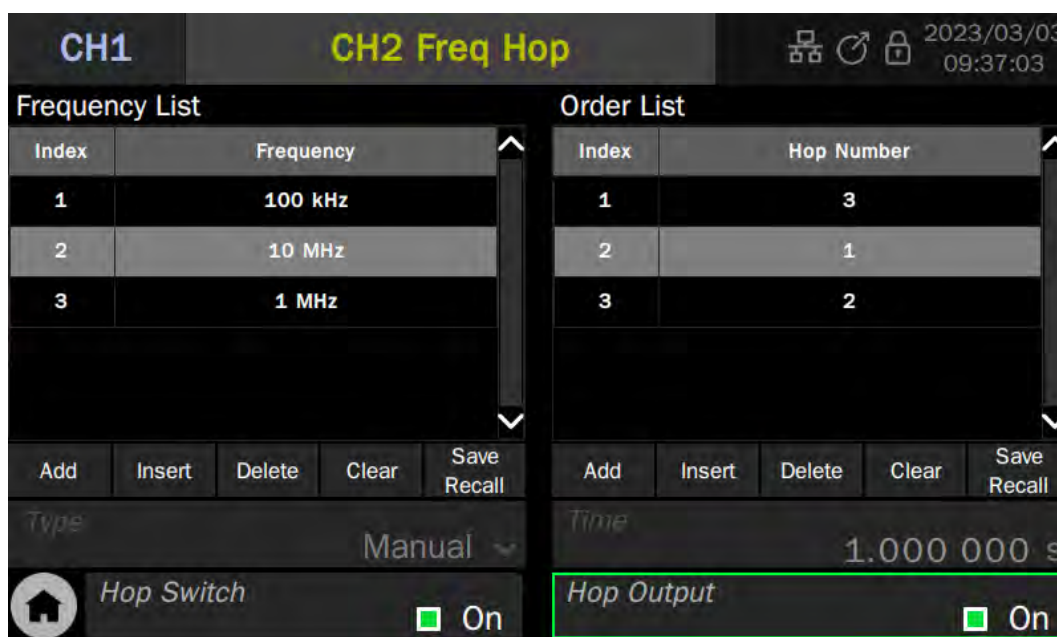 CH1 CH2 Freq Hop 2023/03/03
09:37:03
Frequency List Order List
Index Frequency Index Hop Number
1 100 kHz 1 3
2 10 MHz 2 1
3 1 MHz 3 2
Add Insert Delete Clear Save Recall Add Insert Delete Clear Save Recall
Type Manual Time 1.000 000 s
Hop Switch On Hop Output On